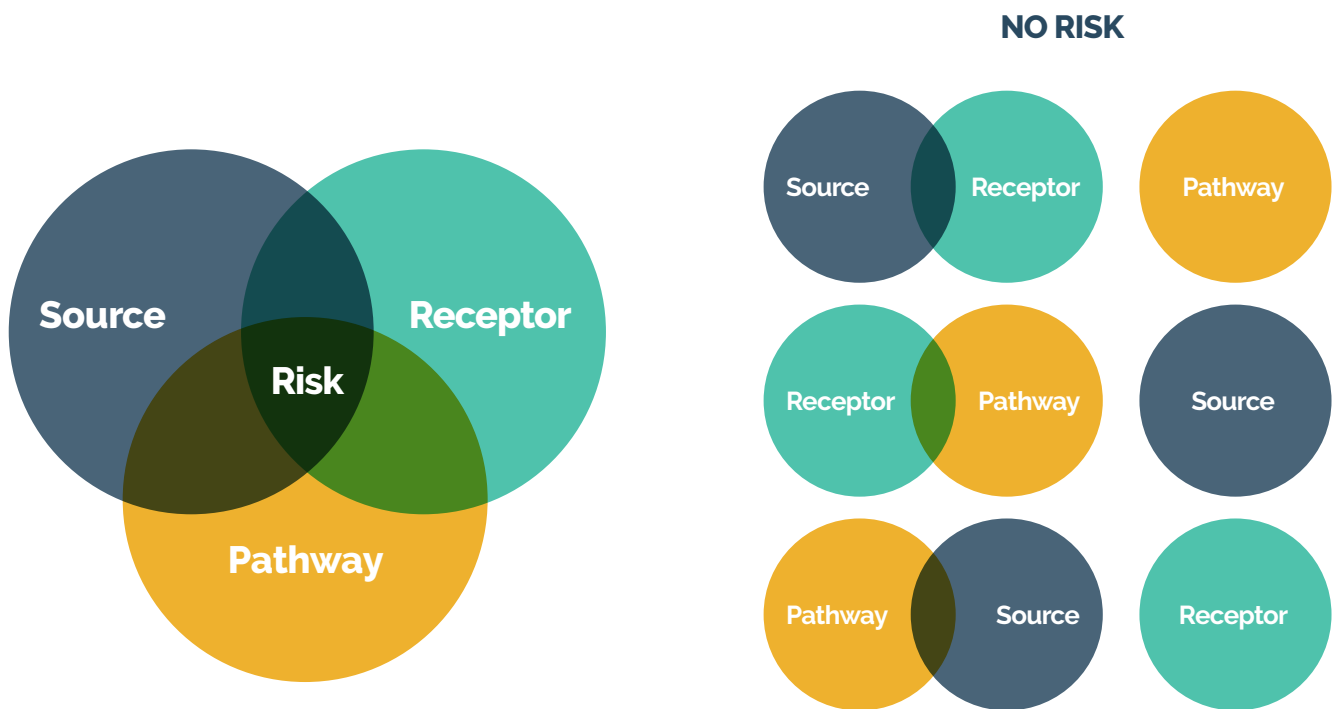 NO RISK
Source
Receptor
Risk
Pathway
Source
Receptor
Pathway
Receptor
Pathway
Source
Pathway
Source
Receptor